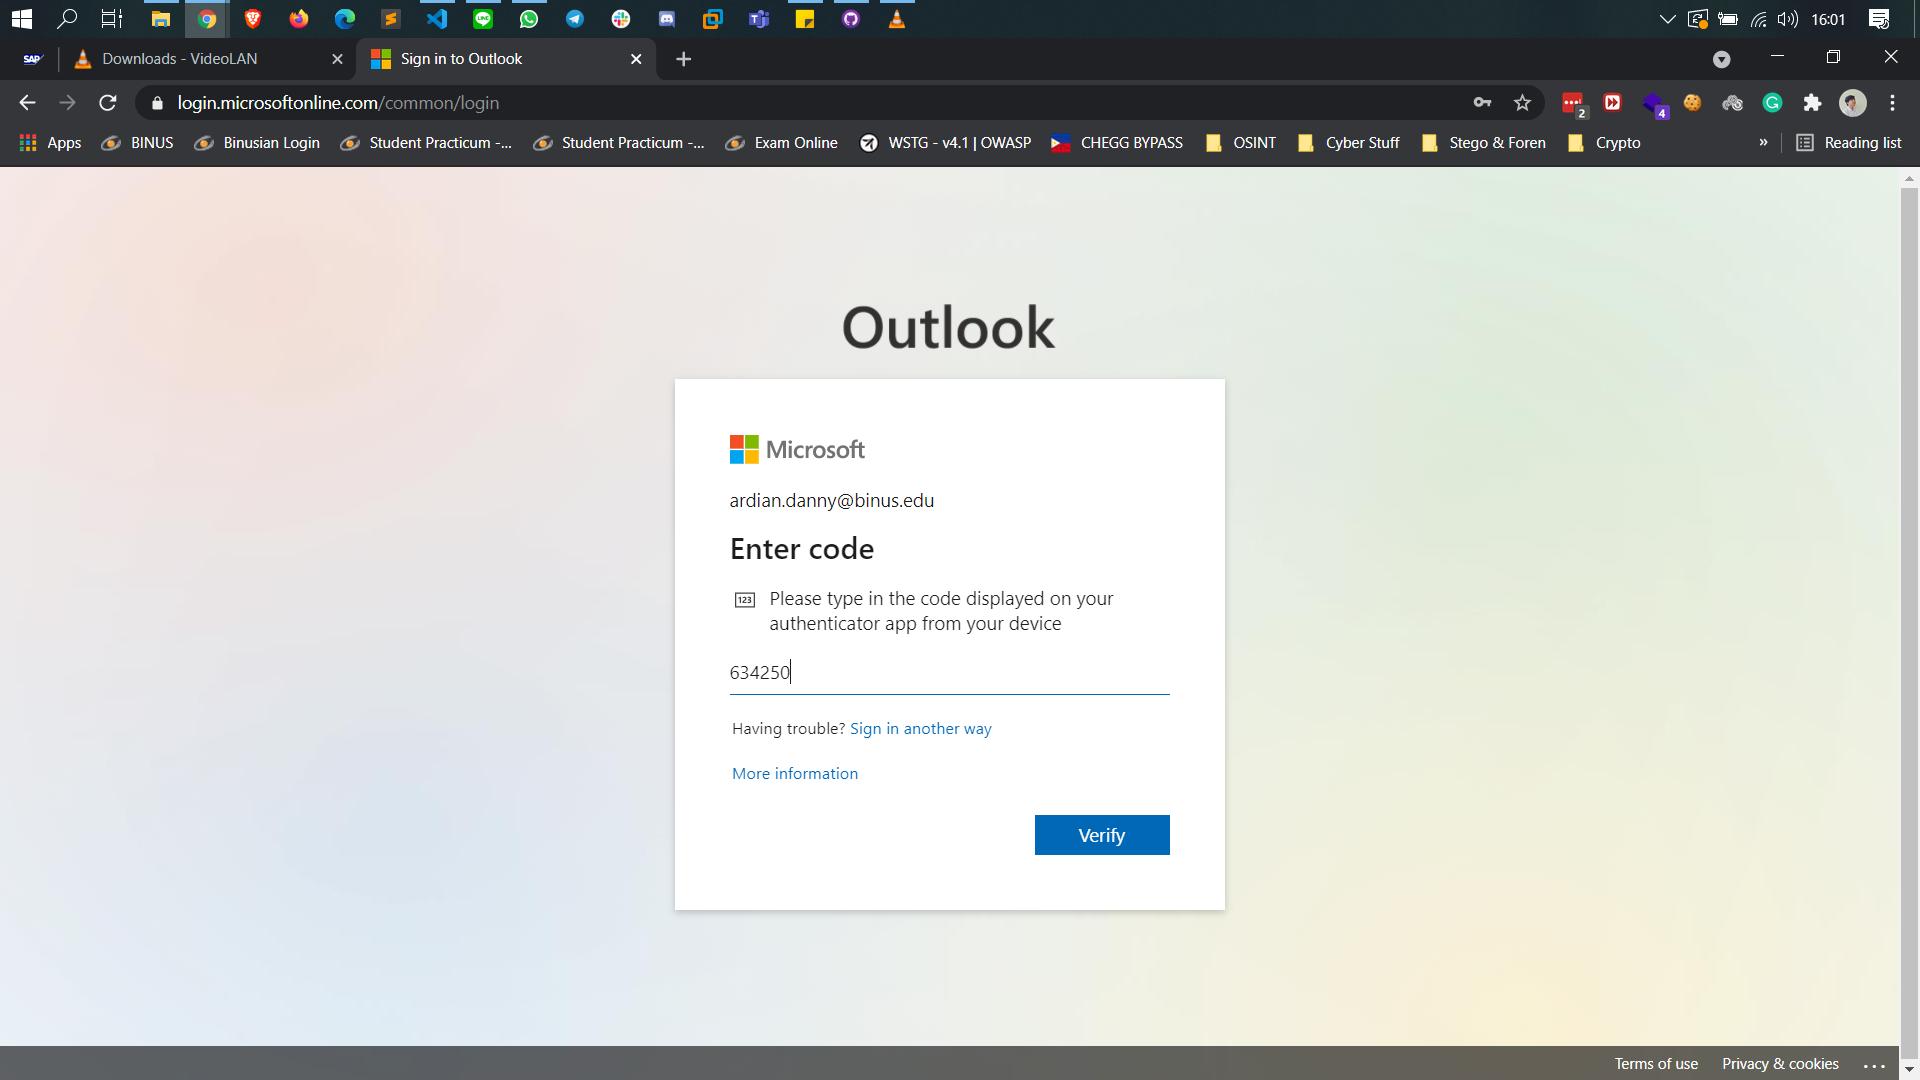 16:01
SAP
Downloads - VideoLAN
Sign in to Outlook
login.microsoftonline.com/common/login
2
4
Apps
BINUS
Binusian Login
Student Practicum -...
Student Practicum -...
Exam Online
WSTG - v4.1 | OWASP
CHEGG BYPASS
OSINT
Cyber Stuff
Stego & Foren
Crypto
»
Reading list
Outlook
Microsoft
ardian.danny@binus.edu
Enter code
123
Please type in the code displayed on your
authenticator app from your device
634250
Having trouble? Sign in another way
More information
Verify
Terms of use
Privacy & cookies
...